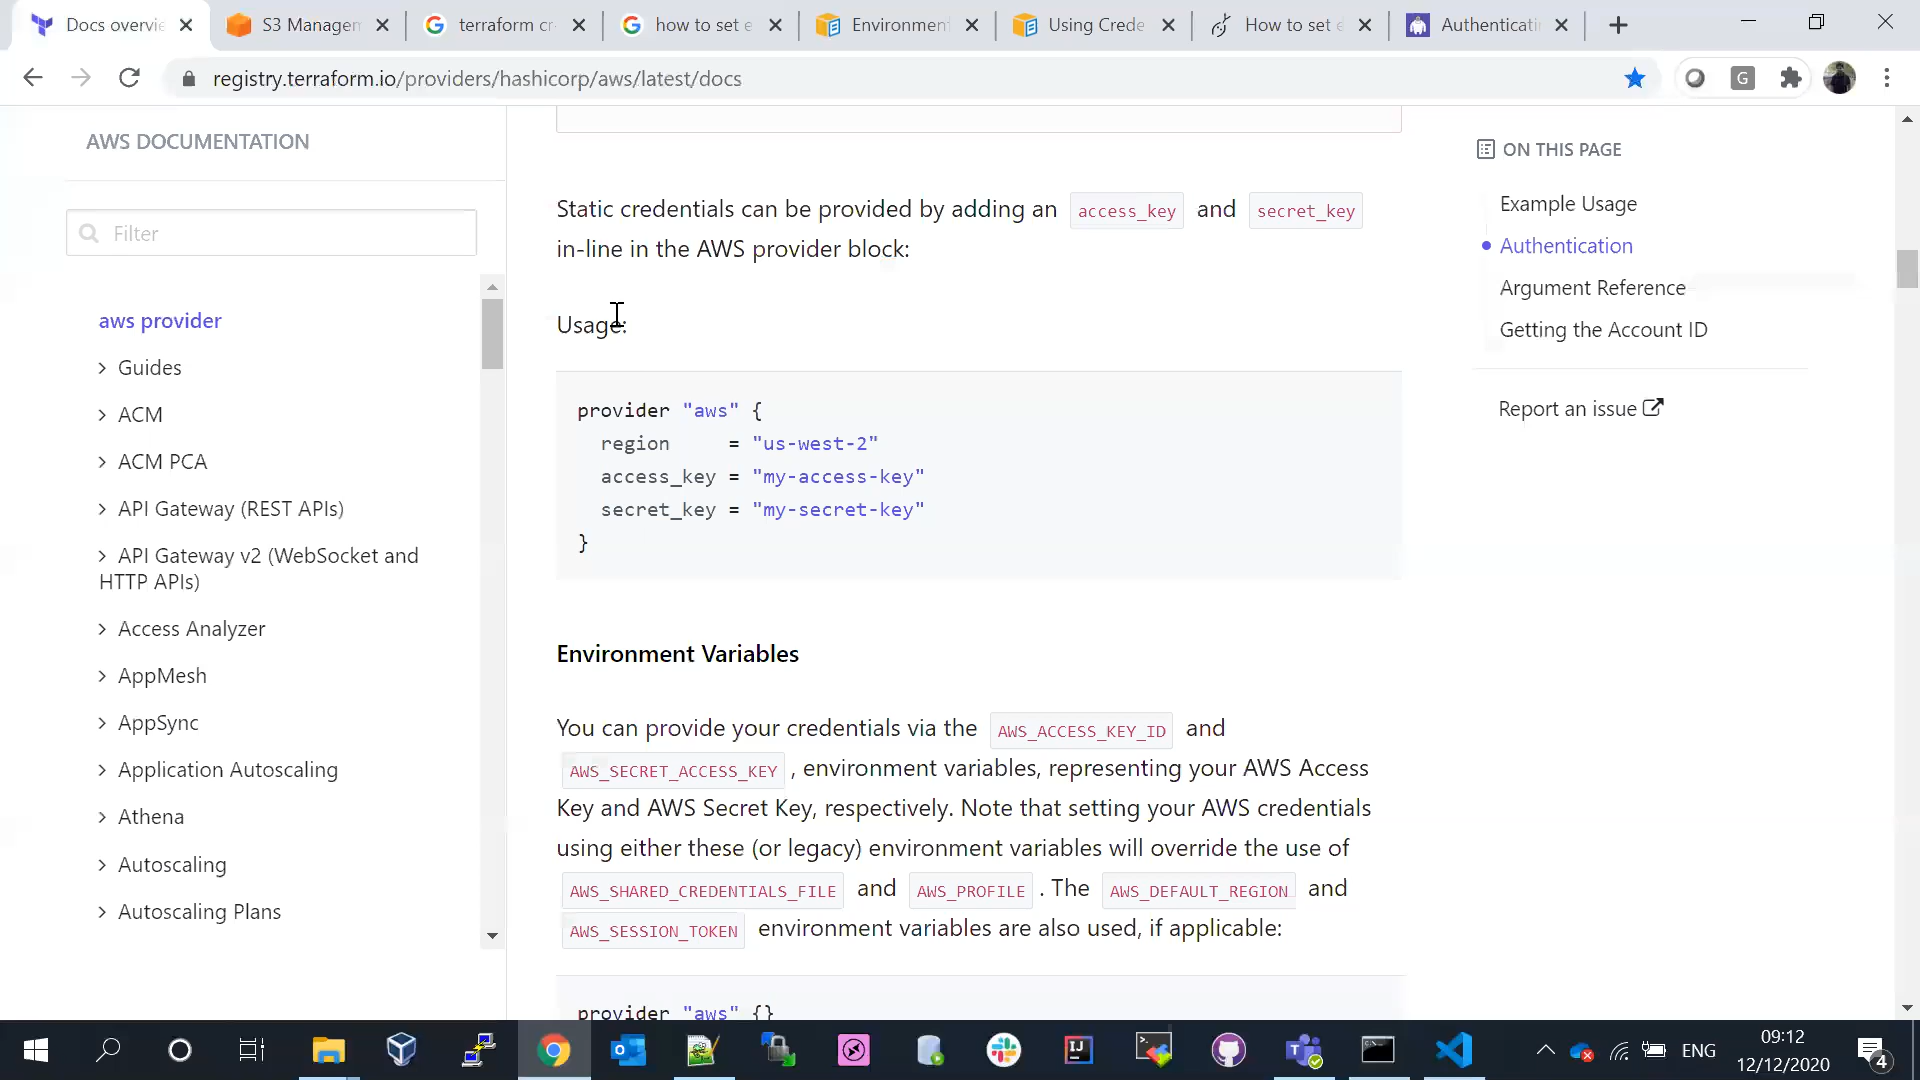 Docs overvie
S3 Managem
terraform cr
how to set e
Environment
Using Crede
How to set e
Authenticati
registry.terraform.io/providers/hashicorp/aws/latest/docs
G
AWS DOCUMENTATION
Filter
aws provider
Guides
ACM
ACM PCA
API Gateway (REST APIs)
API Gateway v2 (WebSocket and
HTTP APIs)
Access Analyzer
AppMesh
AppSync
Application Autoscaling
Athena
Autoscaling
Autoscaling Plans
Static credentials can be provided by adding an access_key and secret_key
in-line in the AWS provider block:
Usage:
provider "aws" {
region = "us-west-2"
access_key = "my-access-key"
secret_key = "my-secret-key"
}
Environment Variables
You can provide your credentials via the AWS_ACCESS_KEY_ID and
AWS_SECRET_ACCESS_KEY , environment variables, representing your AWS Access
Key and AWS Secret Key, respectively. Note that setting your AWS credentials
using either these (or legacy) environment variables will override the use of
AWS_SHARED_CREDENTIALS_FILE and AWS_PROFILE . The AWS_DEFAULT_REGION and
AWS_SESSION_TOKEN environment variables are also used, if applicable:
provider "aws" {}
ON THIS PAGE
Example Usage
Authentication
Argument Reference
Getting the Account ID
Report an issue
ENG
09:12
12/12/2020
4